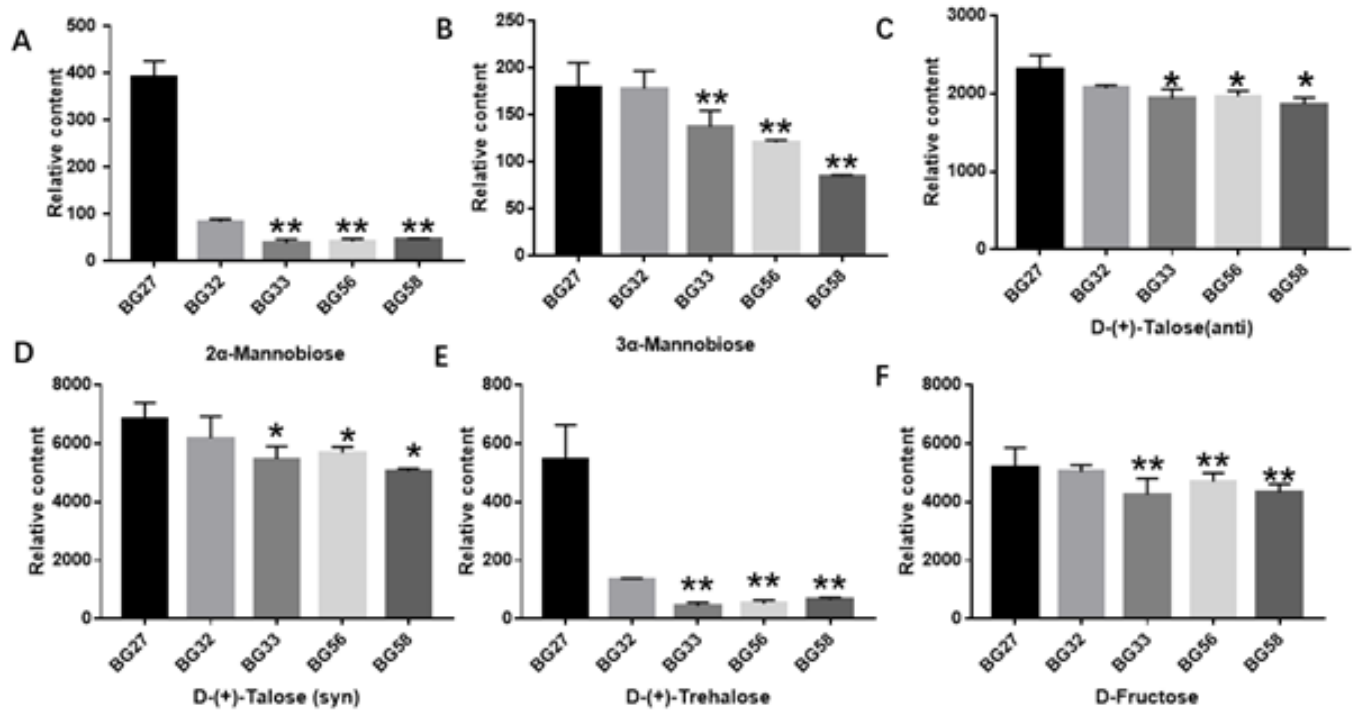 A
Relative content
500
400
300
200
100
0
**
**
**
BG27
BG32
BG33
BG56
BG58
2α-Mannobiose
B
Relative content
250
200
150
100
50
0
**
**
**
BG27
BG32
BG33
BG56
BG58
3α-Mannobiose
C
Relative content
3000
2000
1000
0
*
*
*
BG27
BG32
BG33
BG56
BG58
D-(+)-Talose(anti)
D
Relative content
8000
6000
4000
2000
0
*
*
*
BG27
BG32
BG33
BG56
BG58
D-(+)-Talose (syn)
E
Relative content
800
600
400
200
0
**
**
**
BG27
BG32
BG33
BG56
BG58
D-(+)-Trehalose
F
Relative content
8000
6000
4000
2000
0
**
**
**
BG27
BG32
BG33
BG56
BG58
D-Fructose